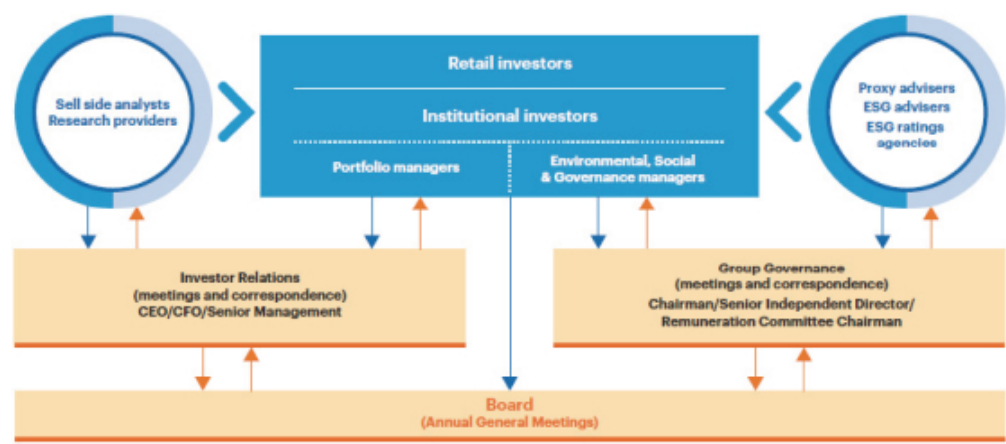 Sell side analysts
Research providers
Retail investors
Institutional investors
Portfolio managers
Environmental, Social
& Governance managers
Proxy advisers
ESG advisers
ESG ratings
agencies
Investor Relations
(meetings and correspondence)
CEO/CFO/Senior Management
Group Governance
(meetings and correspondence)
Chairman/Senior Independent Director/
Remuneration Committee Chairman
Board
(Annual General Meetings)